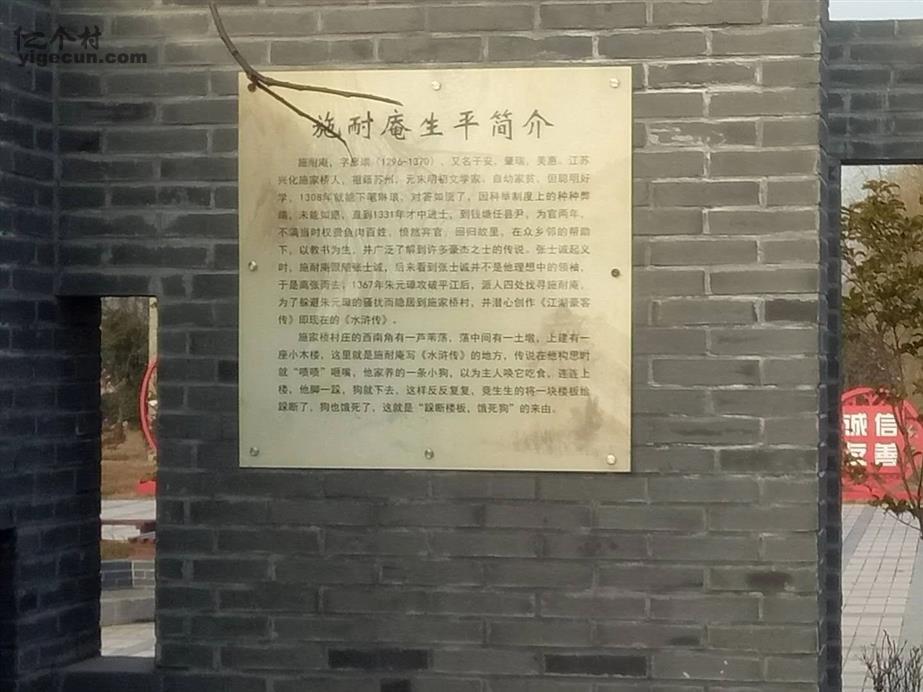 亿个村
yigecun.com
施耐庵生平简介
施耐庵，字彦端（1296-1370），又名子安、肇瑞，美惠。江苏
兴化施家桥人，祖籍苏州，元末明初文学家。自幼家贫，但聪明好
学，1308年就能下笔，对答如流了，因科举制度上的种种弊
端，未能如愿，直到1331年才中进士，到钱塘任县尹，为官两年，
不满当时权贵鱼肉百姓，愤然弃官，回归故里，在众乡邻的帮助
下，以教书为生，并广泛了解到许多豪杰之士的传说。张士诚起义
时，施耐庵跟随张士诚，后来看到张士诚并不是他理想中的领袖，
于是离张而去，1367年朱元璋攻破平江后，派人四处找寻施耐庵，
为了躲避朱元璋的骚扰而隐居到施家桥村，并潜心创作《江湖豪客
传》即现在的《水浒传》。
施家桥村庄的西南角有一芦苇荡，荡中间有一土墩，上建有一
座小木楼，这里就是施耐庵写《水浒传》的地方，传说在他构思时
就“啧啧”咂嘴，他家养的一条小狗，以为主人唤它吃食，连连上
楼，他脚一跺，狗就下去，这样反反复复，竟生生的将一块楼板给
跺断了，狗也饿死了，这就是“跺断楼板，饿死狗”的来由。
诚信
友善